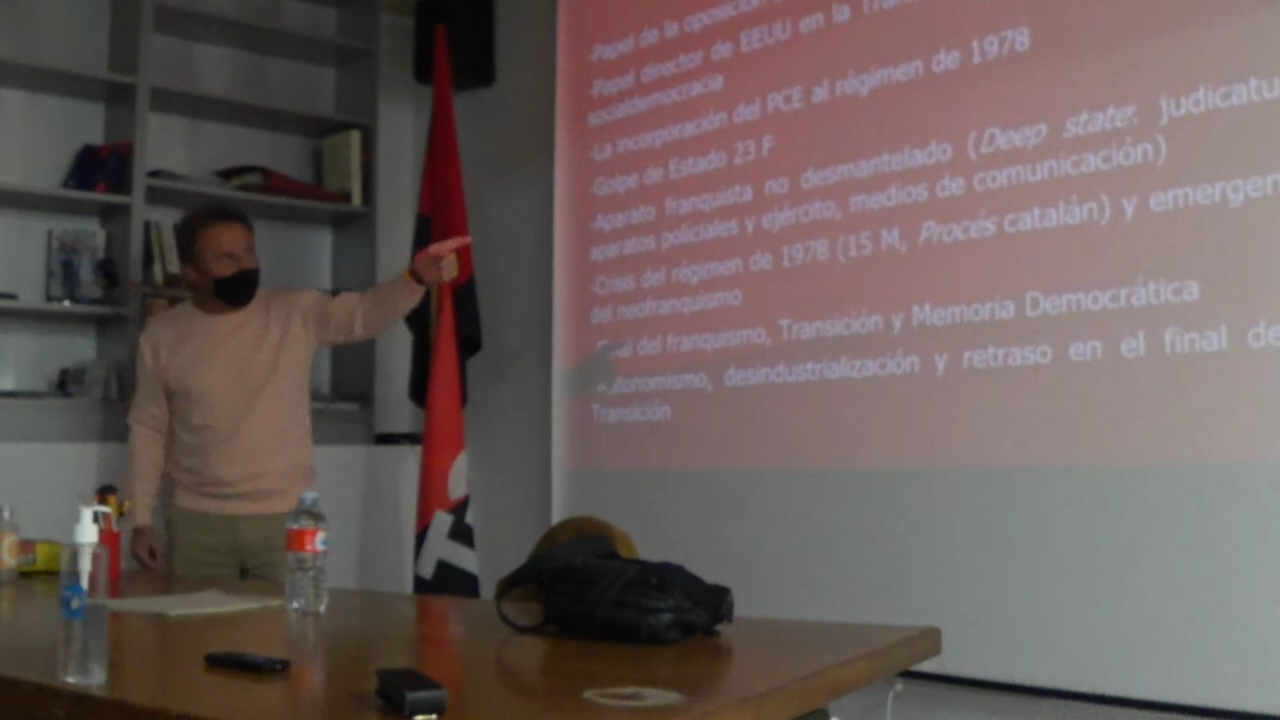 -Papel de la oposición
-Papel director de EEUU en la
socialdemocracia
-La incorporación del PCE al régimen de 1978
-Golpe de Estado 23 F
-Aparato franquista no desmantelado (Deep state: judicatu
aparatos policiales y ejército, medios de comunicación)
-Crisis del régimen de 1978 (15 M, Procés catalán) y emergen
del neofranquismo
del franquismo, Transición y Memoria Democrática
desindustrialización y retraso en el final de
Transición